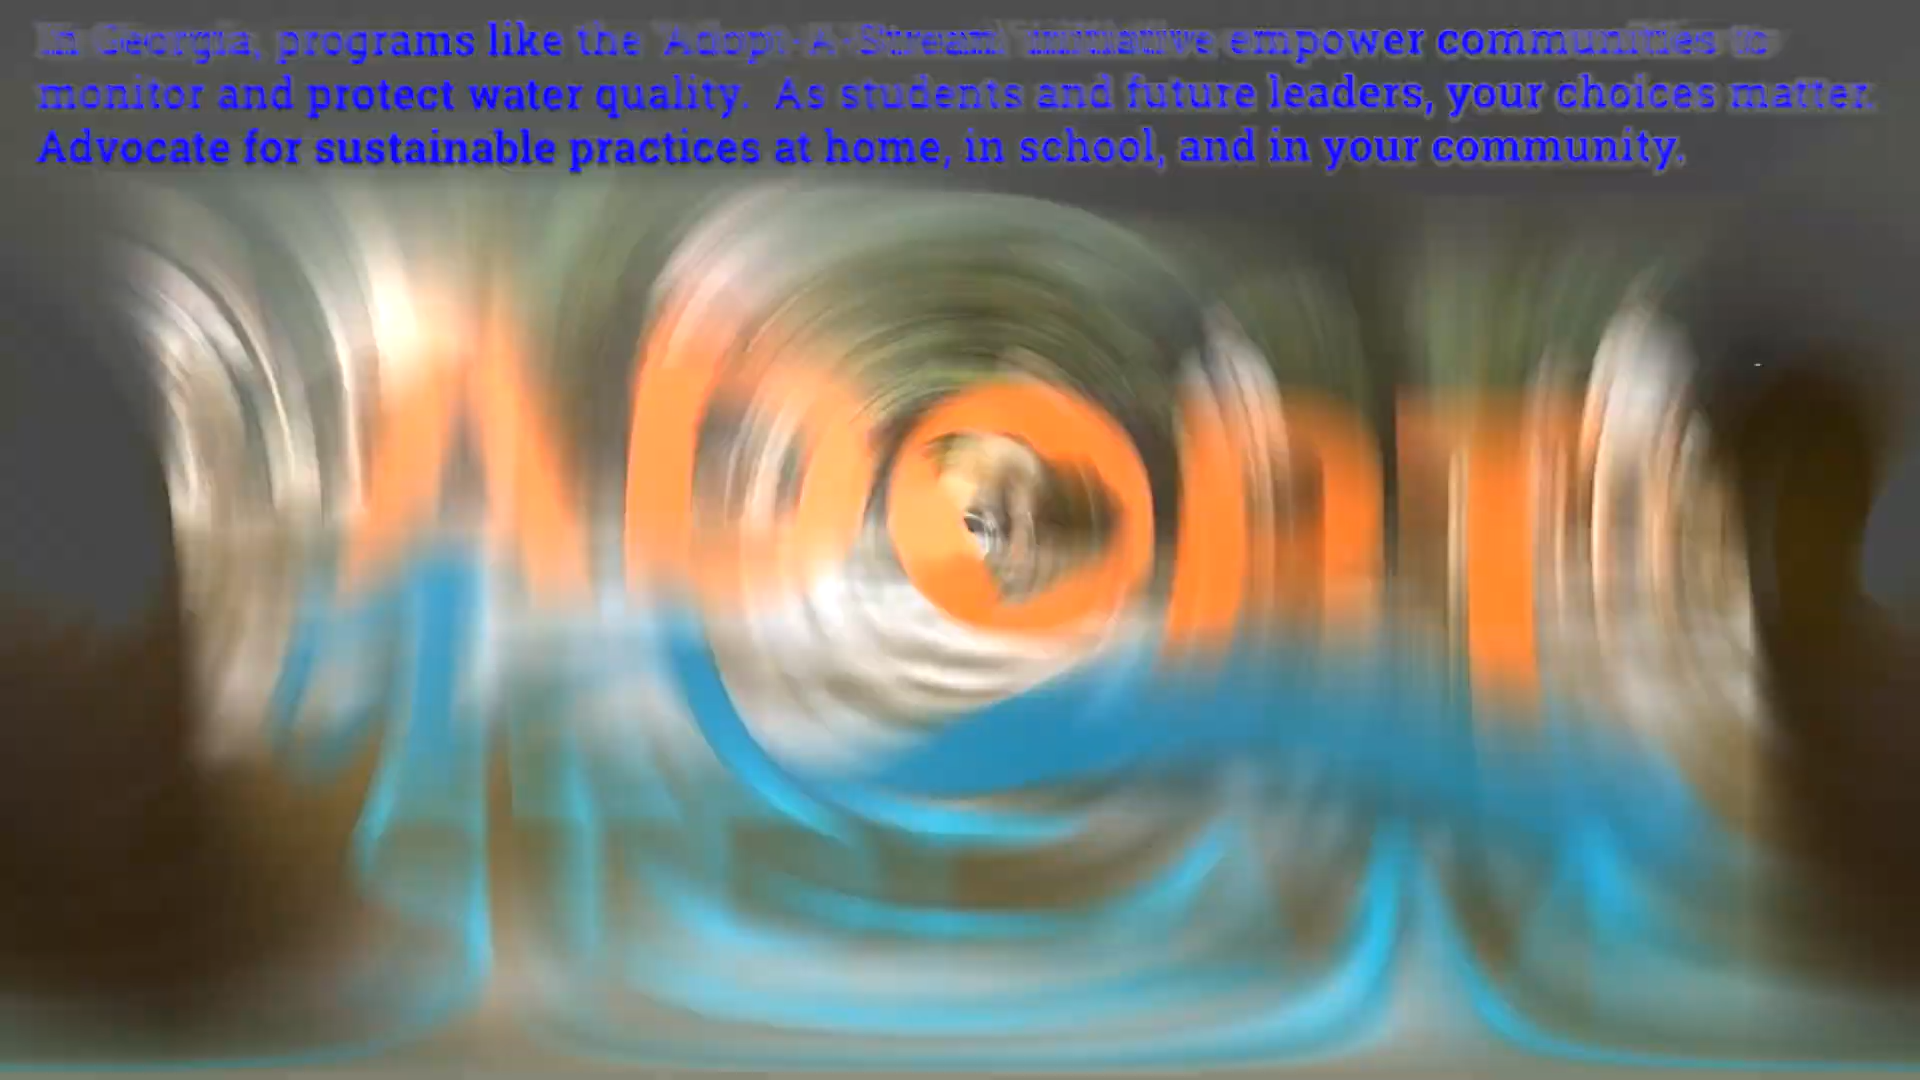 In Georgia, programs like the 'Adopt-A-Stream' initiative empower communities to
monitor and protect water quality.  As students and future leaders, your choices matter.
Advocate for sustainable practices at home, in school, and in your community.
ADOPT